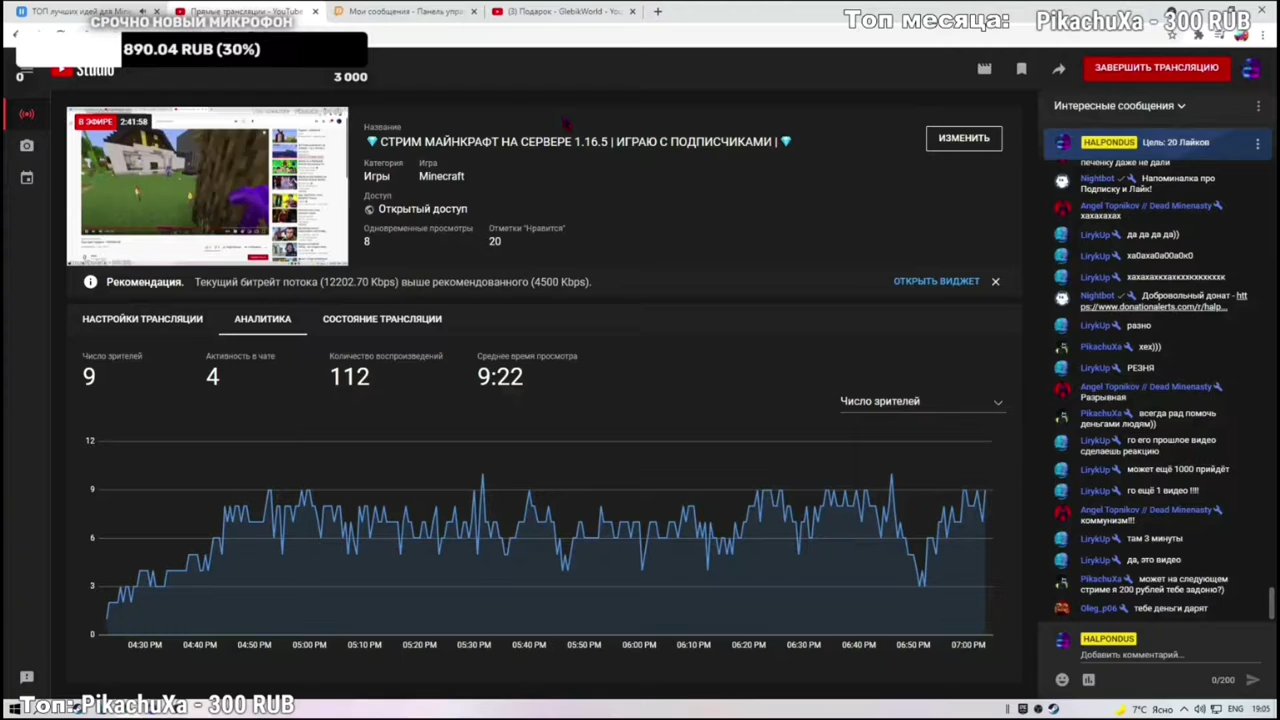 ТОП лучших идей для Min
Прямые трансляции - YouTube
Мои сообщения - Панель упра
(3) Подарок - GlebikWorld - You
СРОЧНО НОВЫЙ МИКРОФОН
Топ месяца: PikachuXa - 300 RUB
890.04 RUB (30%)
0
Studio
3 000
ЗАВЕРШИТЬ ТРАНСЛЯЦИЮ
В ЭФИРЕ 2:41:58
Название
СТРИМ МАЙНКРАФТ НА СЕРВЕРЕ
ИЗМЕНИТЬ
Категория
Игры
Игра
Minecraft
Доступ
Открытый доступ
Одновременные просмотры
8
Отметки "Нравится"
20
Рекомендация. Текущий битрейт потока (12202.70 Kbps) выше рекомендованного (4500 Kbps).
ОТКРЫТЬ ВИДЖЕТ
НАСТРОЙКИ ТРАНСЛЯЦИИ
АНАЛИТИКА
СОСТОЯНИЕ ТРАНСЛЯЦИИ
Число зрителей
9
Активность в чате
4
Количество воспроизведений
112
Среднее время просмотра
9:22
Число зрителей
12
9
6
3
0
04:30 PM 04:40 PM 04:50 PM 05:00 PM 05:10 PM 05:20 PM 05:30 PM 05:40 PM 05:50 PM 06:00 PM 06:10 PM 06:20 PM 06:30 PM 06:40 PM 06:50 PM 07:00 PM
Интересные сообщения
HALPONDUS Цель: 20 лайков
печенку даже не дали
Nightbot Напоминалка про
Подписку и Лайк!
Angel Topnikov // Dead Minenasty
хахахахах
LirykUp да да да да)
LirykUp ха0аха0а0а0к0
LirykUp хахахаххахххкхххххххх
Nightbot Добровольный донат - htt
ps://www.donationalerts.com/r/halp...
LirykUp разно
PikachuXa хех)))
LirykUp РЕЗНЯ
Angel Topnikov // Dead Minenasty
Разрывная
PikachuXa всегда рад помочь
деньгами людям))
LirykUp го его прошлое видео
сделаешь реакцию
LirykUp может ещё 1000 прийдёт
LirykUp го ещё 1 видео !!!!
Angel Topnikov // Dead Minenasty
коммунизм!!!
LirykUp там 3 минуты
LirykUp да, это видео
PikachuXa может на следующем
стриме я 200 рублей тебе задоню?)
Oleg_p06 тебе деньги дарят
HALPONDUS
Добавить комментарий...
0/200
Топ: PikachuXa - 300 RUB
7°C Ясно
ENG 19:05